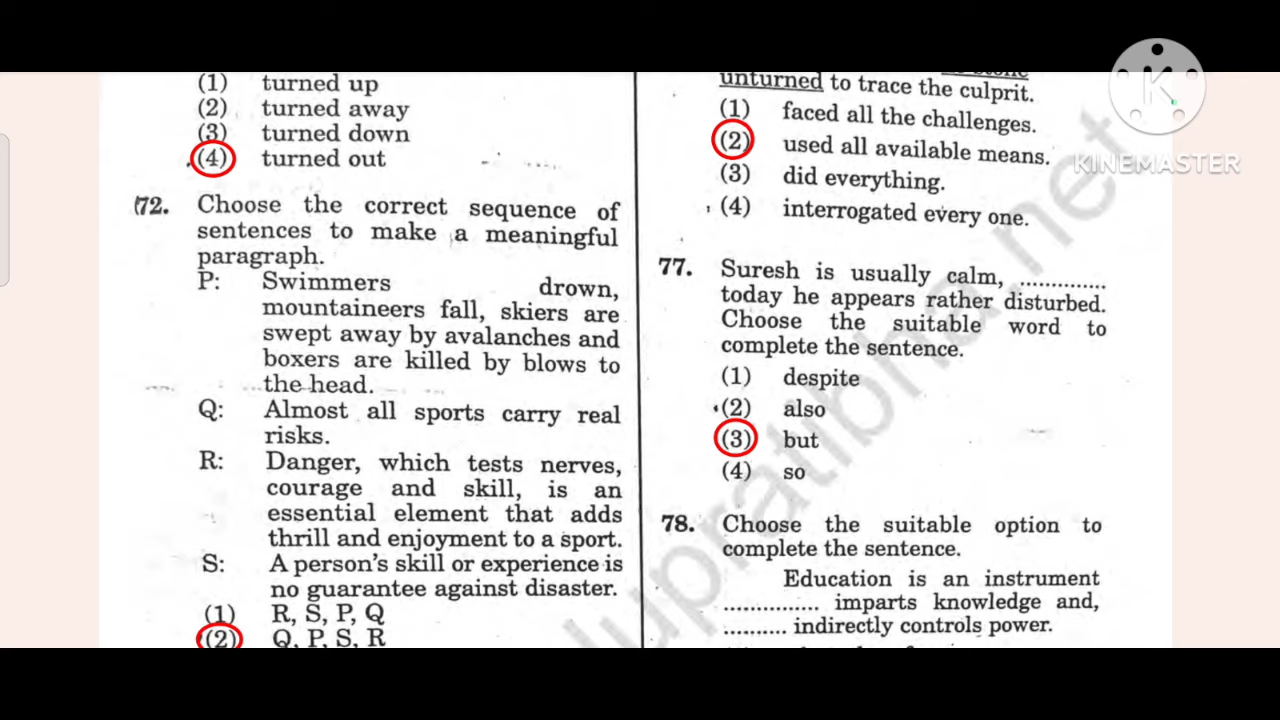 (1) turned up
(2) turned away
(3) turned down
(4) turned out
72. Choose the correct sequence of
sentences to make a meaningful
paragraph.
P: Swimmers drown,
mountaineers fall, skiers are
swept away by avalanches and
boxers are killed by blows to
the head.
Q: Almost all sports carry real
risks.
R: Danger, which tests nerves,
courage and skill, is an
essential element that adds
thrill and enjoyment to a sport.
S: A person's skill or experience is
no guarantee against disaster.
(1) R, S, P, Q
(2) Q, P, S, R
unturned to trace the culprit.
(1) faced all the challenges.
(2) used all available means.
(3) did everything.
(4) interrogated every one.
77. Suresh is usually calm, ..............
today he appears rather disturbed.
Choose the suitable word to
complete the sentence.
(1) despite
(2) also
(3) but
(4) so
78. Choose the suitable option to
complete the sentence.
Education is an instrument
............... imparts knowledge and,
.......... indirectly controls power.
K
KINEMASTER
upratibha.net